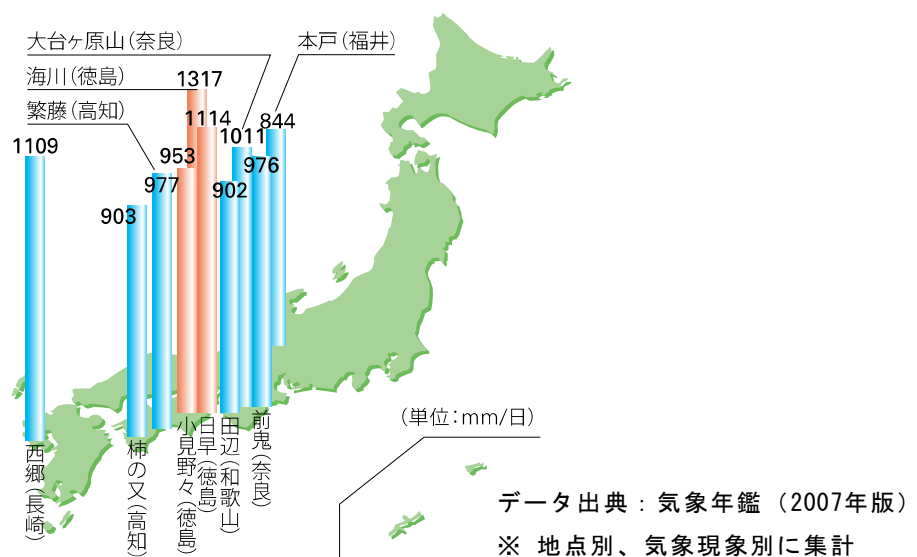 大台ヶ原山(奈良)
本戸(福井)
海川(徳島)
1317
繁藤(高知)
1114
844
1011
1109
953
976
977
902
903
(単位:mm/日)
西郷(長崎)
柿の又(高知)
小見野々(徳島)
日早(徳島)
田辺(和歌山)
前鬼(奈良)
データ出典:気象年鑑(2007年版)
※ 地点別、気象現象別に集計